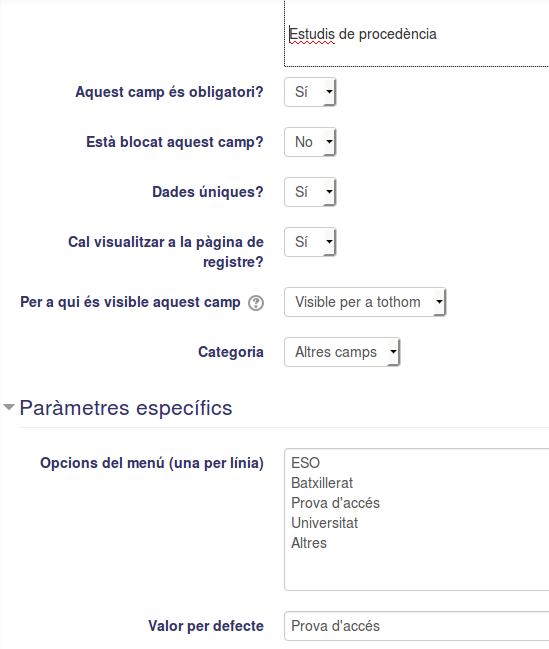 Estudis de procedència
Aquest camp és obligatori? Sí
Està blocat aquest camp? No
Dades úniques? Sí
Cal visualitzar a la pàgina de
registre? Sí
Per a qui és visible aquest camp ? Visible per a tothom
Categoria Altres camps
Paràmetres específics
Opcions del menú (una per línia) ESO
Batxillerat
Prova d'accés
Universitat
Altres
Valor per defecte Prova d'accés